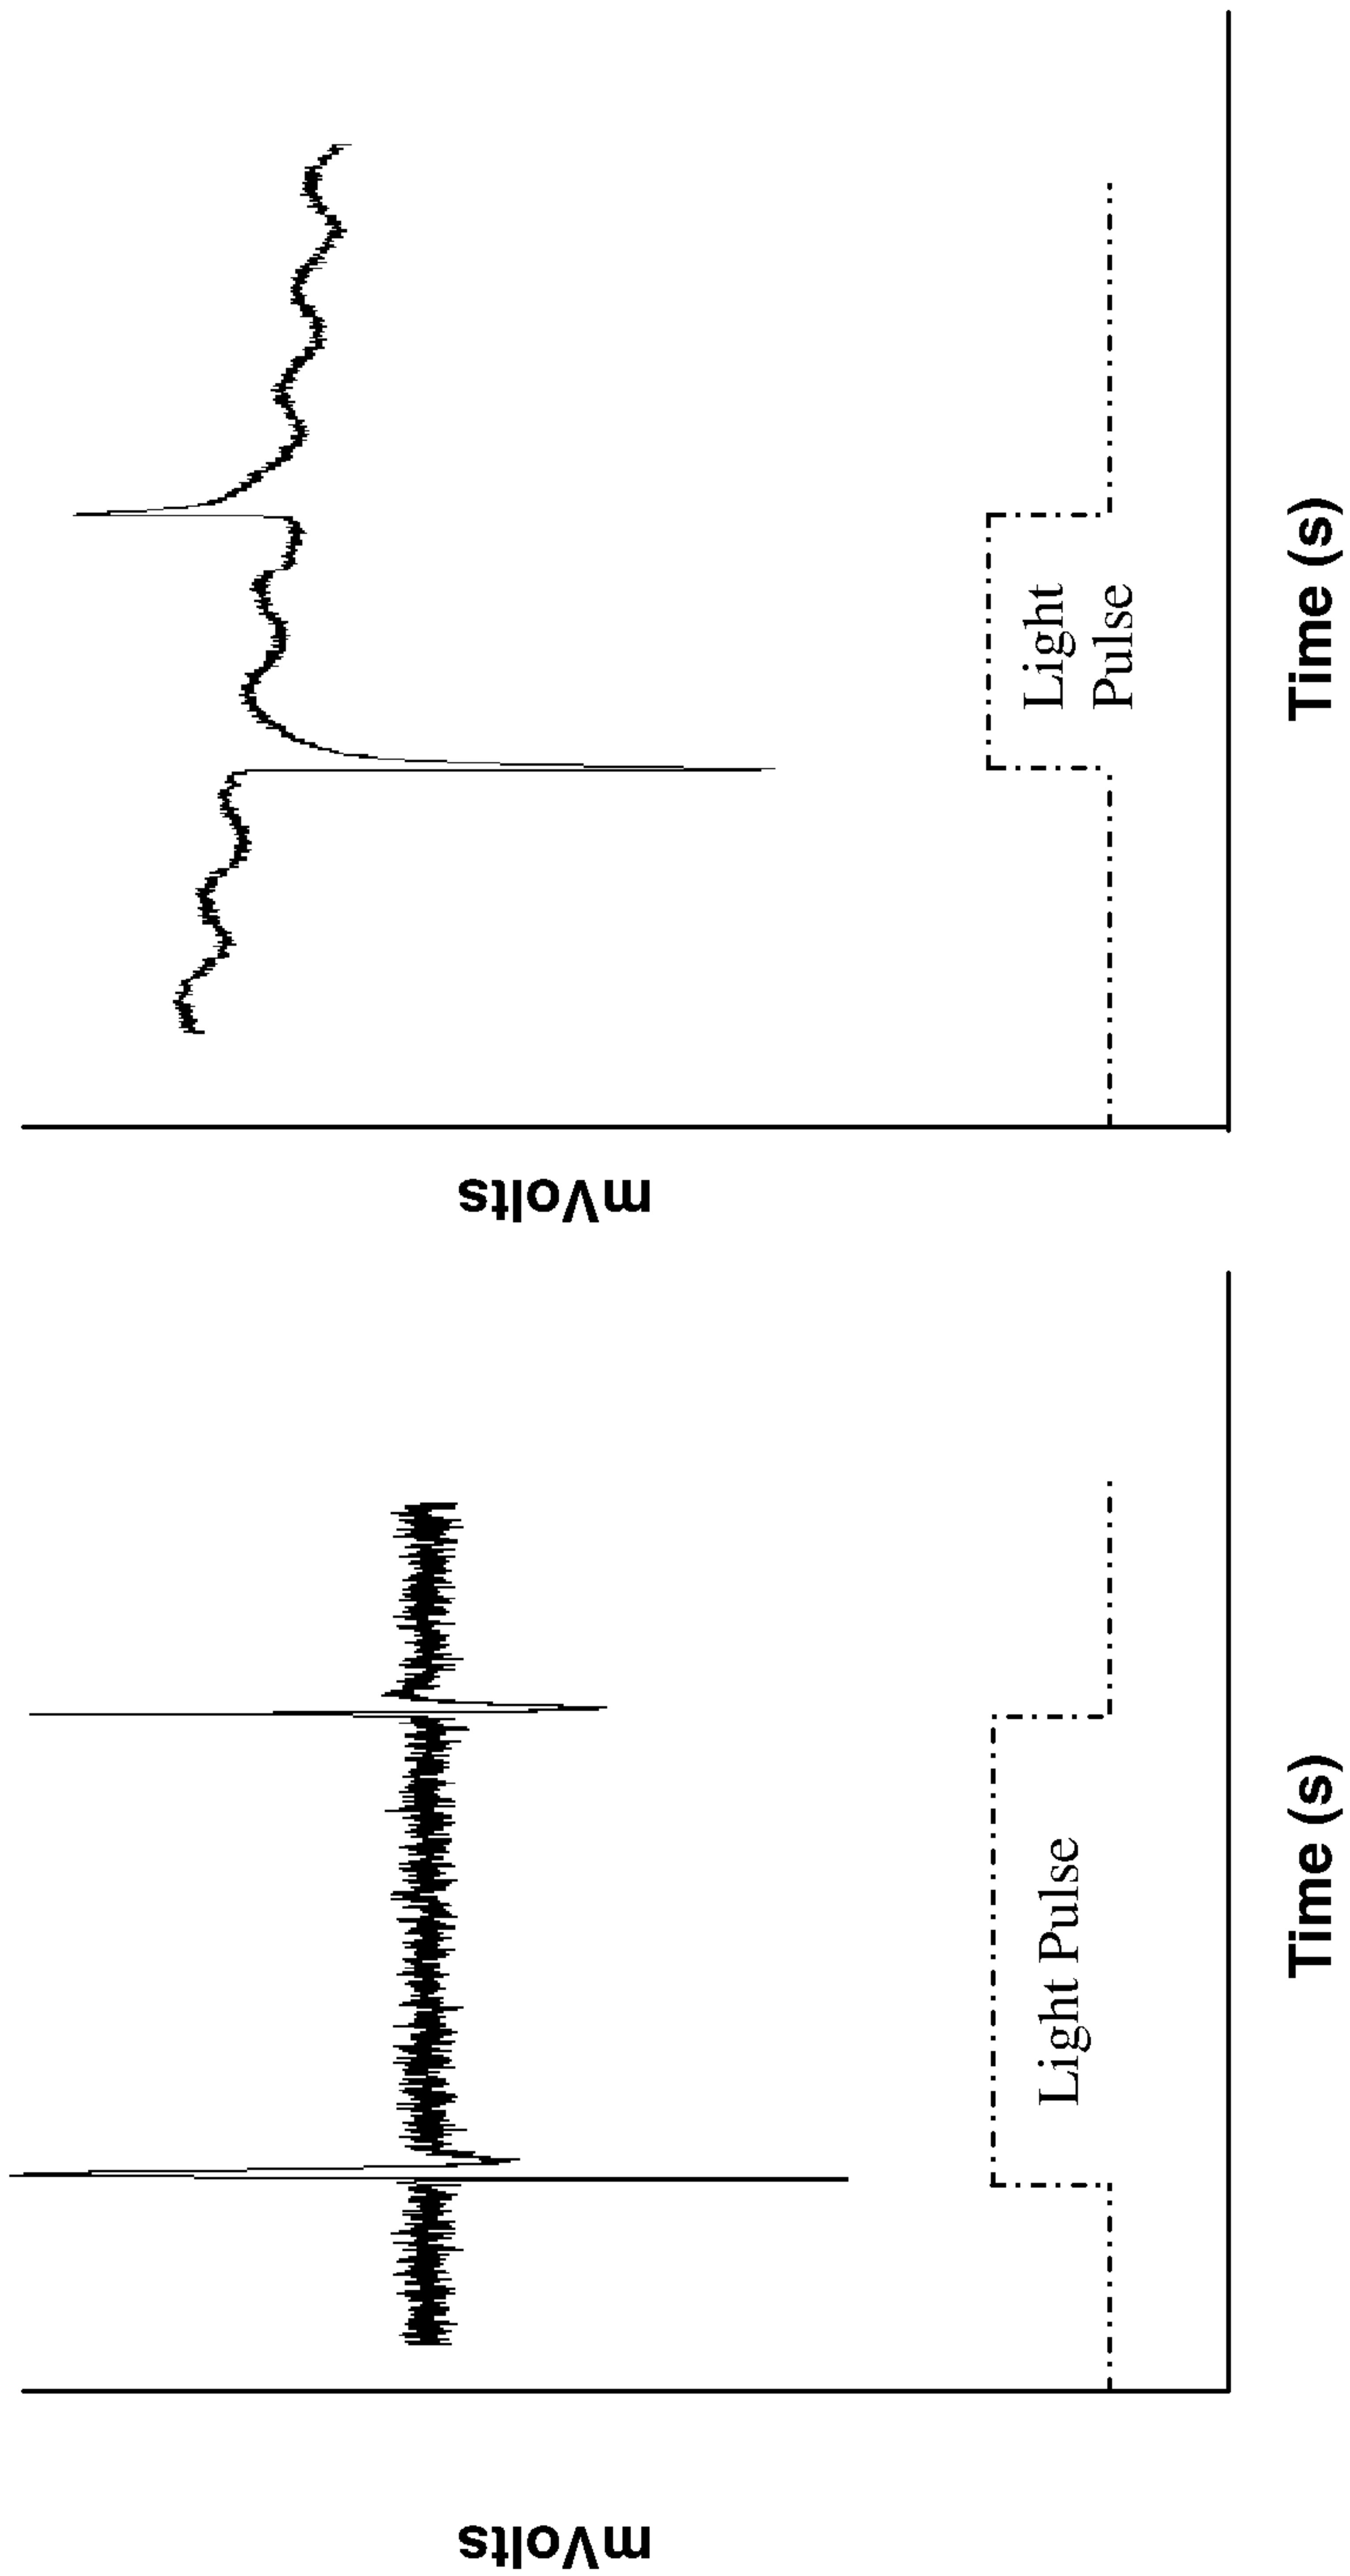 mVolts
Light Pulse
Time (s)
mVolts
Light
Pulse
Time (s)